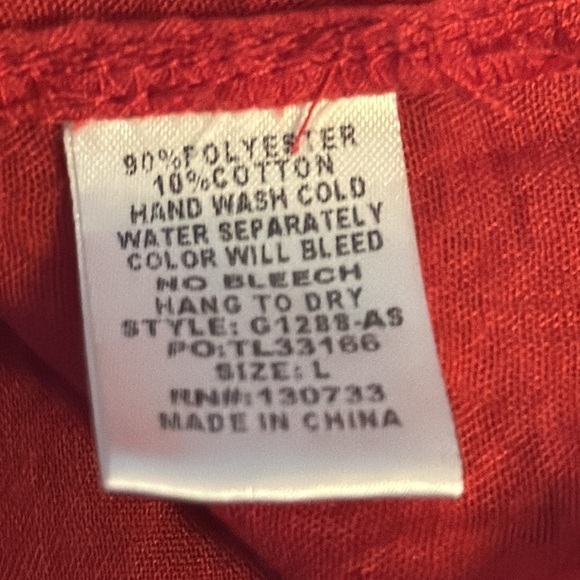 90%POLYESTER
10%COTTON
HAND WASH COLD
WATER SEPARATELY
COLOR WILL BLEED
NO BLEECH
HANG TO DRY
STYLE: G1288-AS
PO:TL33166
SIZE: L
RN#:130733
MADE IN CHINA